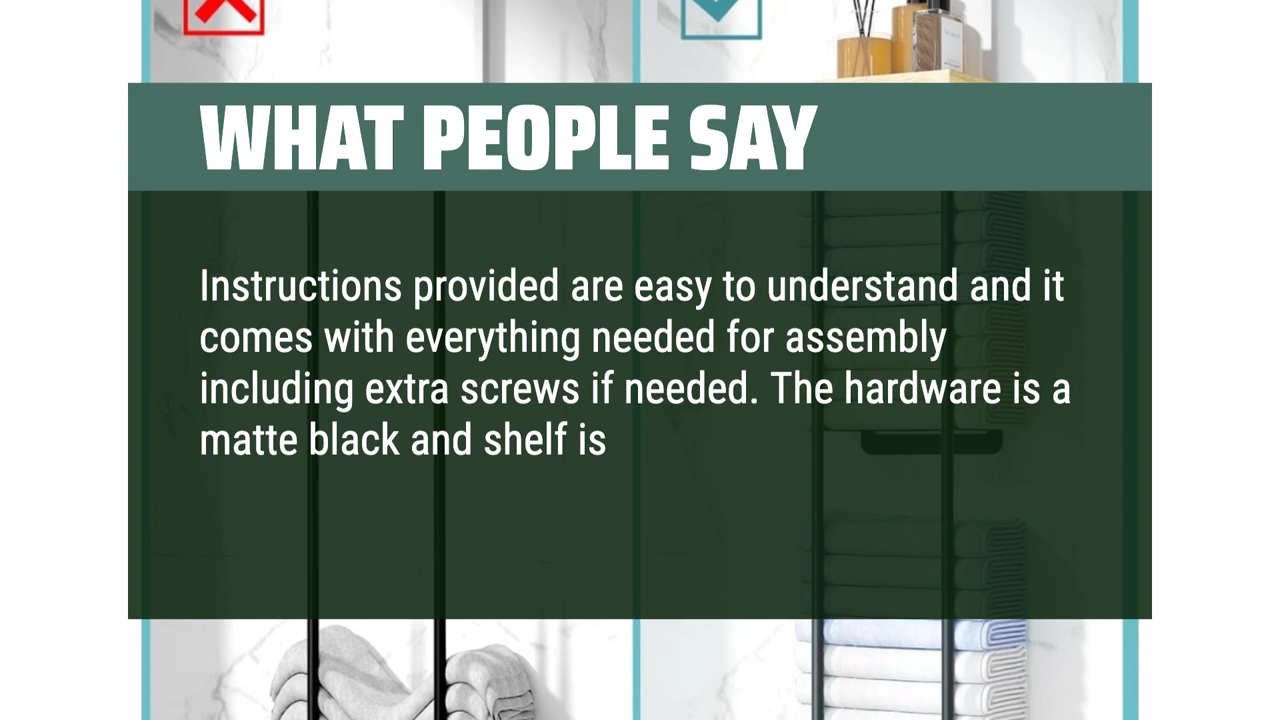 WHAT PEOPLE SAY
Instructions provided are easy to understand and it
comes with everything needed for assembly
including extra screws if needed. The hardware is a
matte black and shelf is